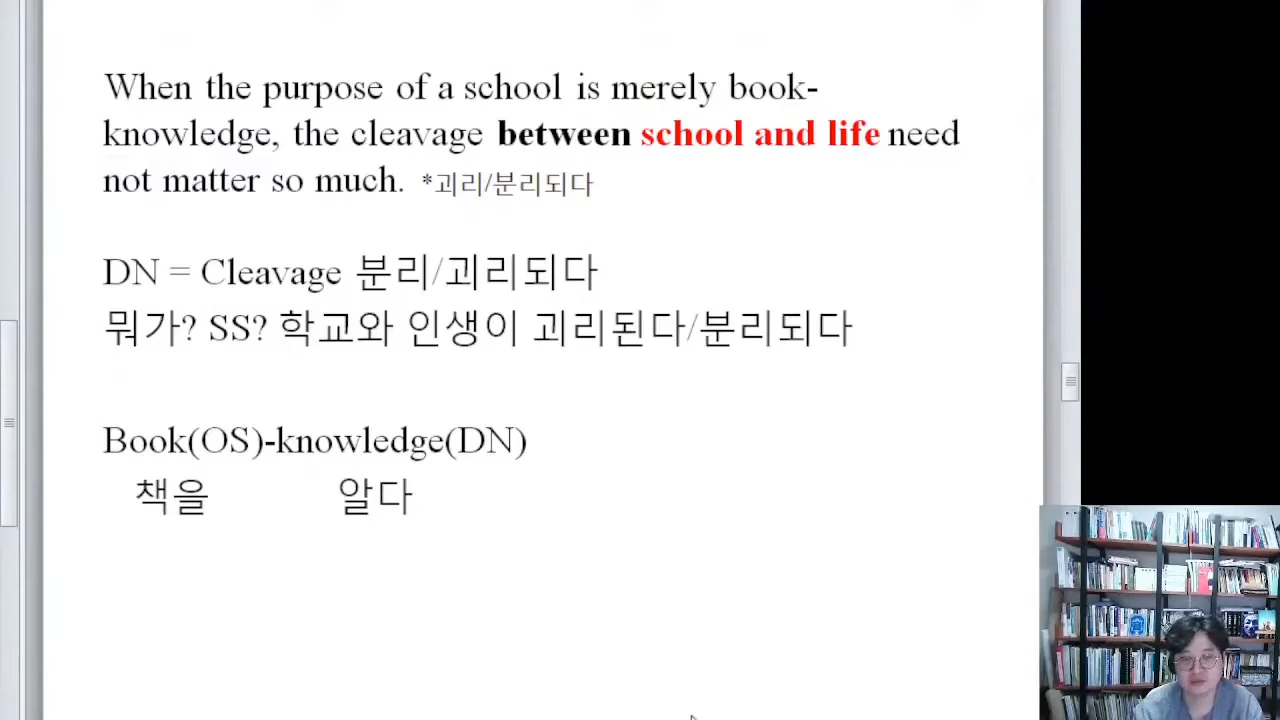 When the purpose of a school is merely book-
knowledge, the cleavage between school and life need
not matter so much. *괴리/분리되다
DN = Cleavage 분리/괴리되다
뭐가? SS? 학교와 인생이 괴리된다/분리되다
Book(OS)-knowledge(DN)
책을 알다